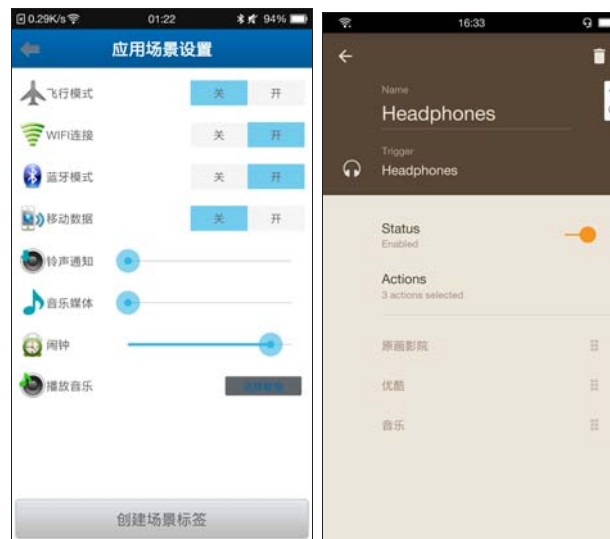 0.29K/s
01:22
94%
应用场景设置
飞行模式
关
开
WIFI连接
关
开
蓝牙模式
关
开
移动数据
关
开
铃声通知
音乐媒体
闹钟
播放音乐
创建场景标签
16:33
Name
Headphones
Trigger
Headphones
Status
Enabled
Actions
3 actions selected
原画影院
优酷
音乐